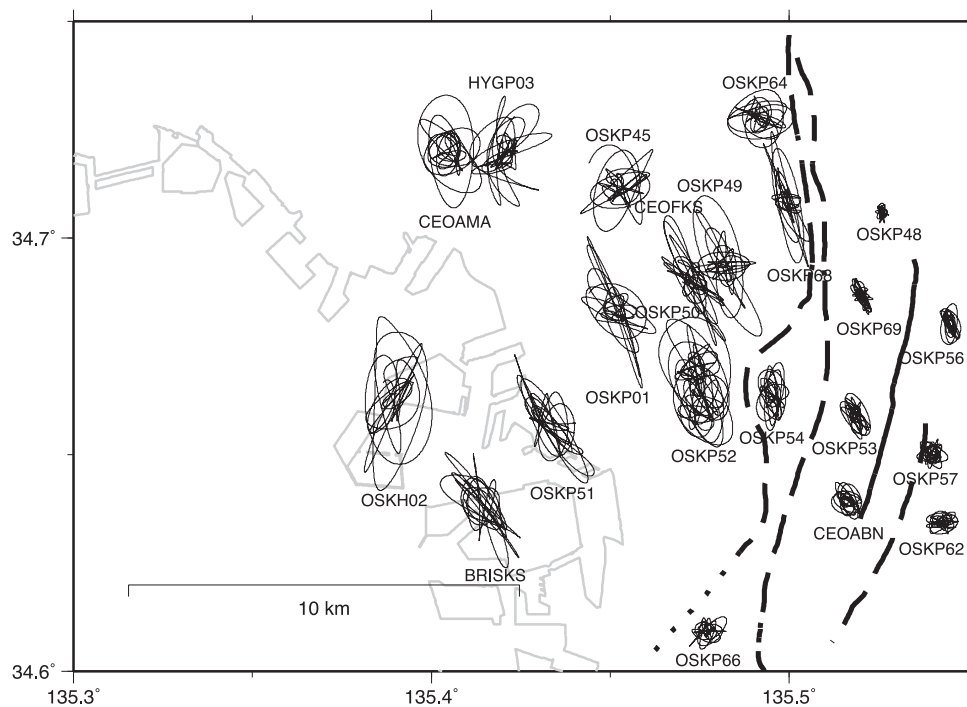 HYGP03
OSKP64
OSKP45
OSKP49
CEOAMA
CEOFKS
OSKP48
34.7°
OSKP68
OSKP50
OSKP69
OSKP56
OSKP01
OSKP54
OSKP53
OSKP52
OSKP57
OSKH02
OSKP51
CEOABN
OSKP62
BRISKS
10 km
OSKP66
34.6°
135.3°
135.4°
135.5°